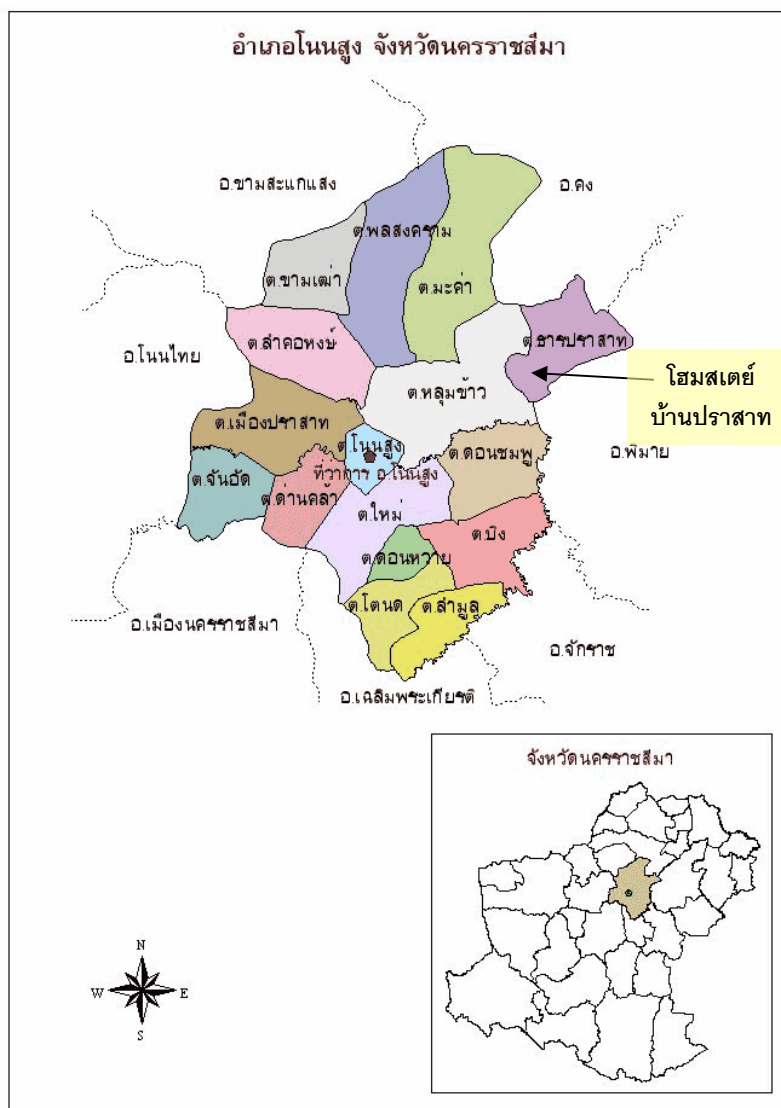 อำเภอโนนสูง จังหวัดนครราชสีมา
อ.ขามสะแกแสง
อ.คง
ต.พลสงคราม
ต.ขามเฒ่า
ต.มะค่า
อ.โนนไทย
ต.ลำคอหงษ์
ต.ธารปราสาท
โฮมสเตย์
บ้านปราสาท
ต.หลุมข้าว
ต.เมืองปราสาท
ต.โนนสูง
ที่ว่าการ อ.โนนสูง
ต.ดอนชมพู
อ.พิมาย
ต.จันอัด
ต.ด่านคล้า
ต.ใหม่
ต.บิง
ต.ดอนหวาย
ต.โตนด
ต.ลำมูล
อ.เมืองนครราชสีมา
อ.จักราช
อ.เฉลิมพระเกียรติ
จังหวัดนครราชสีมา
N
W E
S